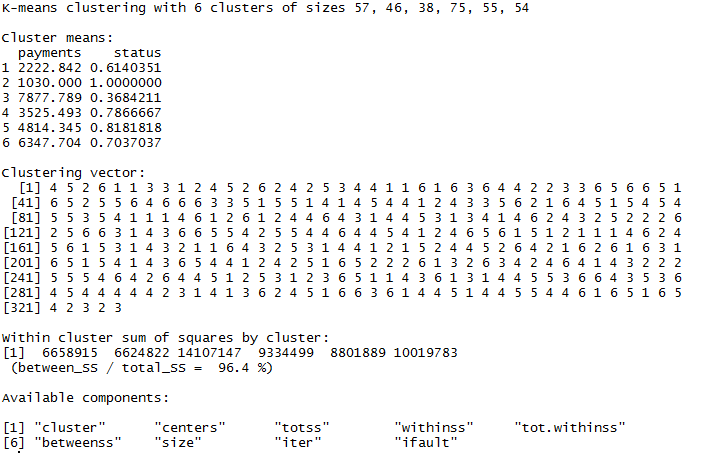 K-means clustering with 6 clusters of sizes 57, 46, 38, 75, 55, 54
Cluster means:
  payments    status
1 2222.842 0.6140351
2 1030.000 1.0000000
3 7877.789 0.3684211
4 3525.493 0.7866667
5 4814.345 0.8181818
6 6347.704 0.7037037
Clustering vector:
  [1] 4 5 2 6 1 1 3 3 1 2 4 5 2 6 2 4 2 5 3 4 4 1 1 6 1 6 3 6 4 4 2 2 3 3 6 5 6 6 5 1
 [41] 6 5 2 5 5 6 4 6 6 6 3 3 5 1 5 5 1 4 1 4 5 4 4 1 2 4 3 3 5 6 2 1 6 4 5 1 5 4 5 4
 [81] 5 5 3 5 4 1 1 1 4 6 1 2 6 1 2 4 4 6 4 3 1 4 4 5 3 1 3 4 1 4 6 2 4 3 2 5 2 2 2 6
[121] 2 5 6 6 3 1 4 3 6 6 5 5 4 2 5 5 4 4 6 4 4 5 4 1 2 4 6 5 6 1 5 1 2 1 1 1 4 6 2 4
[161] 5 6 1 5 3 1 4 3 2 1 1 6 4 3 2 5 3 1 4 4 1 2 1 5 2 4 4 5 2 6 4 2 1 6 2 6 1 6 3 1
[201] 6 5 1 5 4 1 4 3 6 5 4 4 1 2 4 2 5 1 6 5 2 2 2 6 1 3 2 6 3 4 2 4 6 4 1 4 3 2 2 2
[241] 5 5 5 4 6 4 2 6 4 4 5 1 2 5 3 1 2 3 6 5 1 1 4 3 6 1 3 1 4 4 5 5 3 6 6 4 3 5 3 6
[281] 4 5 4 4 4 4 4 2 3 1 4 1 3 6 2 4 5 1 6 6 3 6 1 4 4 5 1 4 4 5 5 4 4 6 1 6 5 1 6 5
[321] 4 2 3 2 3
Within cluster sum of squares by cluster:
[1]  6658915  6624822 14107147  9334499  8801889 10019783
 (between_SS / total_SS =  96.4 %)
Available components:
[1] "cluster"      "centers"      "totss"        "withinss"     "tot.withinss"
[6] "betweenss"    "size"         "iter"         "ifault"